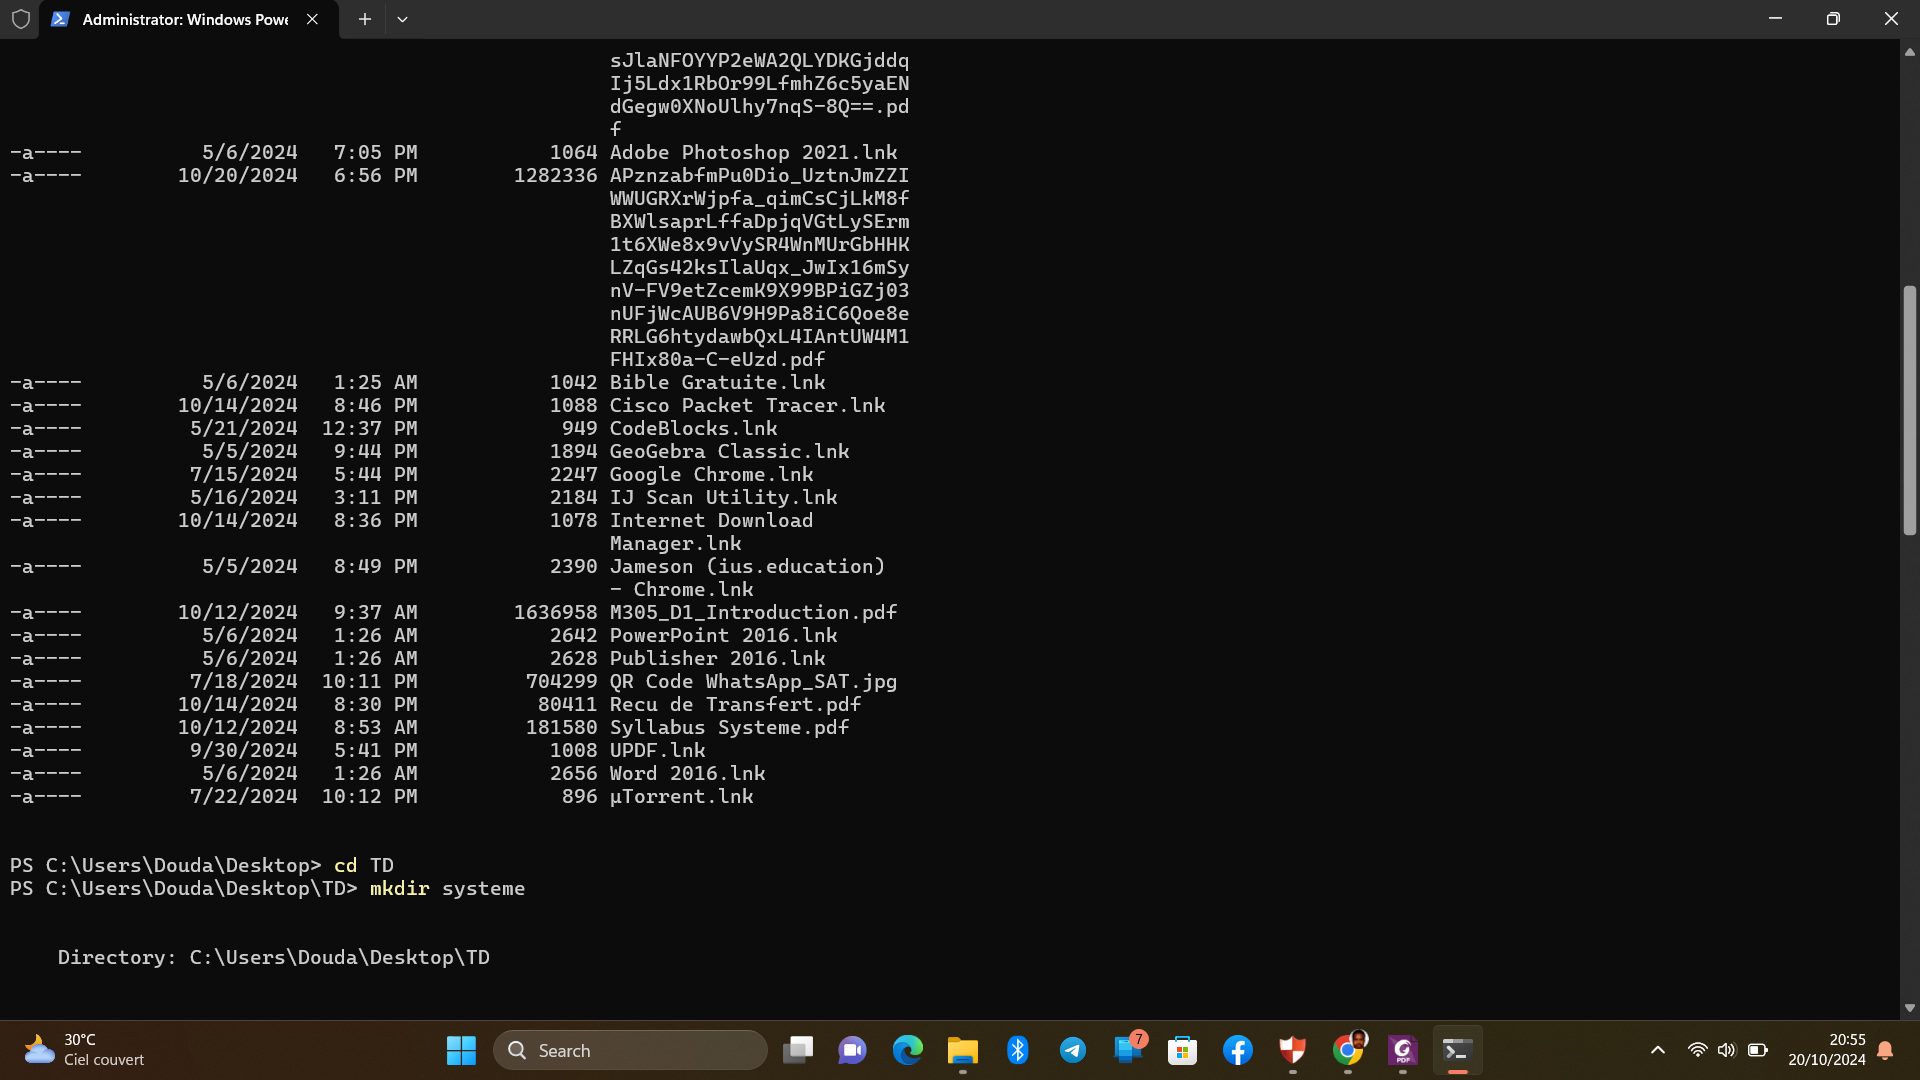 Administrator: Windows Powe
sJlaNFOYYP2eWA2QLYDKGjddq
Ij5Ldx1RbOr99LfmhZ6c5yaEN
dGegw0XNoUlhy7nqS-8Q==.pd
f
-a---- 5/6/2024 7:05 PM 1064 Adobe Photoshop 2021.lnk
-a---- 10/20/2024 6:56 PM 1282336 APznzabfmPu0Dio_UztnJmZZI
WWUGRXrWjpfa_qimCsCjLkM8f
BXWlsaprLffaDpjqVGtLySErm
1t6XWe8x9vVySR4WnMUrGbHHK
LZqGs42ksIlaUqx_JwIx16mSy
nV-FV9etZcemK9X99BPiGZj03
nUFjWcAUB6V9H9Pa8iC6Qoe8e
RRLG6htydawbQxL4IAntUW4M1
FHIx80a-C-eUzd.pdf
-a---- 5/6/2024 1:25 AM 1042 Bible Gratuite.lnk
-a---- 10/14/2024 8:46 PM 1088 Cisco Packet Tracer.lnk
-a---- 5/21/2024 12:37 PM 949 CodeBlocks.lnk
-a---- 5/5/2024 9:44 PM 1894 GeoGebra Classic.lnk
-a---- 7/15/2024 5:44 PM 2247 Google Chrome.lnk
-a---- 5/16/2024 3:11 PM 2184 IJ Scan Utility.lnk
-a---- 10/14/2024 8:36 PM 1078 Internet Download
Manager.lnk
-a---- 5/5/2024 8:49 PM 2390 Jameson (ius.education)
- Chrome.lnk
-a---- 10/12/2024 9:37 AM 1636958 M305_D1_Introduction.pdf
-a---- 5/6/2024 1:26 AM 2642 PowerPoint 2016.lnk
-a---- 5/6/2024 1:26 AM 2628 Publisher 2016.lnk
-a---- 7/18/2024 10:11 PM 704299 QR Code WhatsApp_SAT.jpg
-a---- 10/14/2024 8:30 PM 80411 Recu de Transfert.pdf
-a---- 10/12/2024 8:53 AM 181580 Syllabus Systeme.pdf
-a---- 9/30/2024 5:41 PM 1008 UPDF.lnk
-a---- 5/6/2024 1:26 AM 2656 Word 2016.lnk
-a---- 7/22/2024 10:12 PM 896 µTorrent.lnk
PS C:\Users\Douda\Desktop> cd TD
PS C:\Users\Douda\Desktop\TD> mkdir systeme
Directory: C:\Users\Douda\Desktop\TD
30°C
Ciel couvert
Search
7
PDF
20:55
20/10/2024